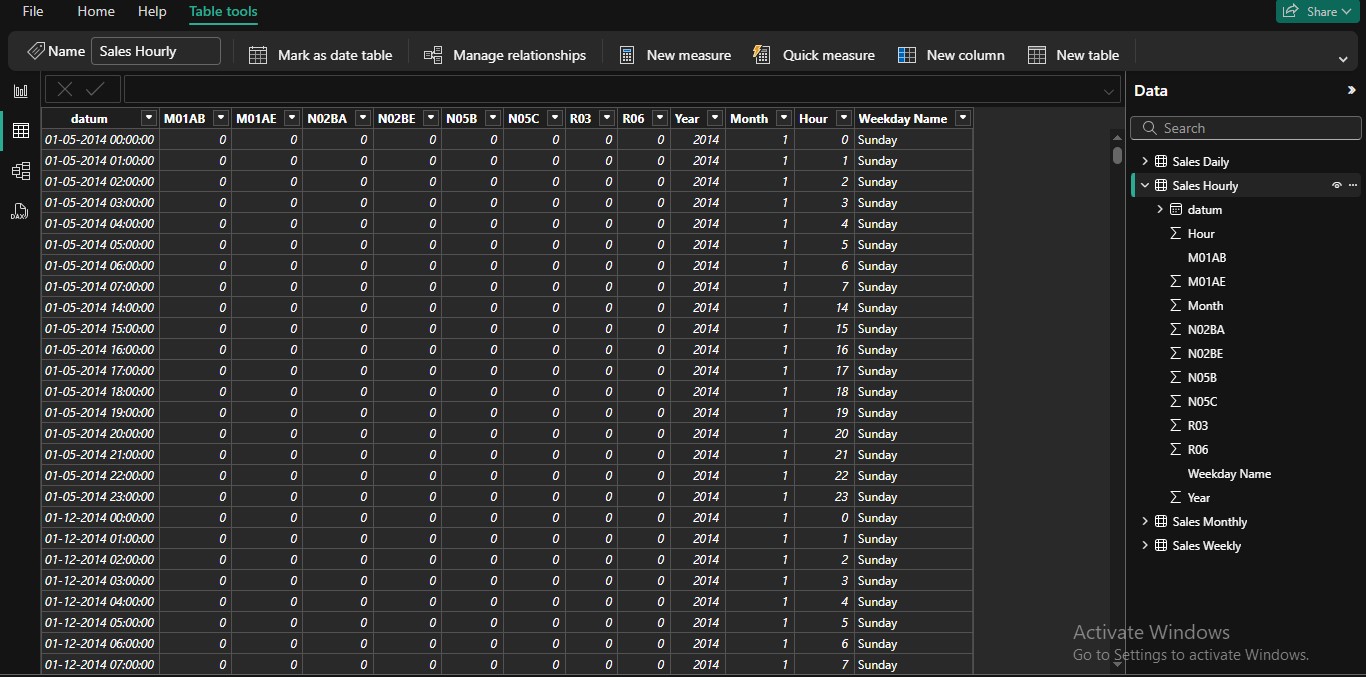 File Home Help Table tools Share
Name Sales Hourly Mark as date table Manage relationships New measure Quick measure New column New table
Data
Search
datum M01AB M01AE N02BA N02BE N05B N05C R03 R06 Year Month Hour Weekday Name
01-05-2014 00:00:00 0 0 0 0 0 0 0 0 2014 1 0 Sunday
01-05-2014 01:00:00 0 0 0 0 0 0 0 0 2014 1 1 Sunday
01-05-2014 02:00:00 0 0 0 0 0 0 0 0 2014 1 2 Sunday
01-05-2014 03:00:00 0 0 0 0 0 0 0 0 2014 1 3 Sunday
01-05-2014 04:00:00 0 0 0 0 0 0 0 0 2014 1 4 Sunday
01-05-2014 05:00:00 0 0 0 0 0 0 0 0 2014 1 5 Sunday
01-05-2014 06:00:00 0 0 0 0 0 0 0 0 2014 1 6 Sunday
01-05-2014 07:00:00 0 0 0 0 0 0 0 0 2014 1 7 Sunday
01-05-2014 14:00:00 0 0 0 0 0 0 0 0 2014 1 14 Sunday
01-05-2014 15:00:00 0 0 0 0 0 0 0 0 2014 1 15 Sunday
01-05-2014 16:00:00 0 0 0 0 0 0 0 0 2014 1 16 Sunday
01-05-2014 17:00:00 0 0 0 0 0 0 0 0 2014 1 17 Sunday
01-05-2014 18:00:00 0 0 0 0 0 0 0 0 2014 1 18 Sunday
01-05-2014 19:00:00 0 0 0 0 0 0 0 0 2014 1 19 Sunday
01-05-2014 20:00:00 0 0 0 0 0 0 0 0 2014 1 20 Sunday
01-05-2014 21:00:00 0 0 0 0 0 0 0 0 2014 1 21 Sunday
01-05-2014 22:00:00 0 0 0 0 0 0 0 0 2014 1 22 Sunday
01-05-2014 23:00:00 0 0 0 0 0 0 0 0 2014 1 23 Sunday
01-12-2014 00:00:00 0 0 0 0 0 0 0 0 2014 1 0 Sunday
01-12-2014 01:00:00 0 0 0 0 0 0 0 0 2014 1 1 Sunday
01-12-2014 02:00:00 0 0 0 0 0 0 0 0 2014 1 2 Sunday
01-12-2014 03:00:00 0 0 0 0 0 0 0 0 2014 1 3 Sunday
01-12-2014 04:00:00 0 0 0 0 0 0 0 0 2014 1 4 Sunday
01-12-2014 05:00:00 0 0 0 0 0 0 0 0 2014 1 5 Sunday
01-12-2014 06:00:00 0 0 0 0 0 0 0 0 2014 1 6 Sunday
01-12-2014 07:00:00 0 0 0 0 0 0 0 0 2014 1 7 Sunday
DAX
Sales Daily
Sales Hourly
datum
Hour
M01AB
M01AE
Month
N02BA
N02BE
N05B
N05C
R03
R06
Weekday Name
Year
Sales Monthly
Sales Weekly
Activate Windows
Go to Settings to activate Windows.